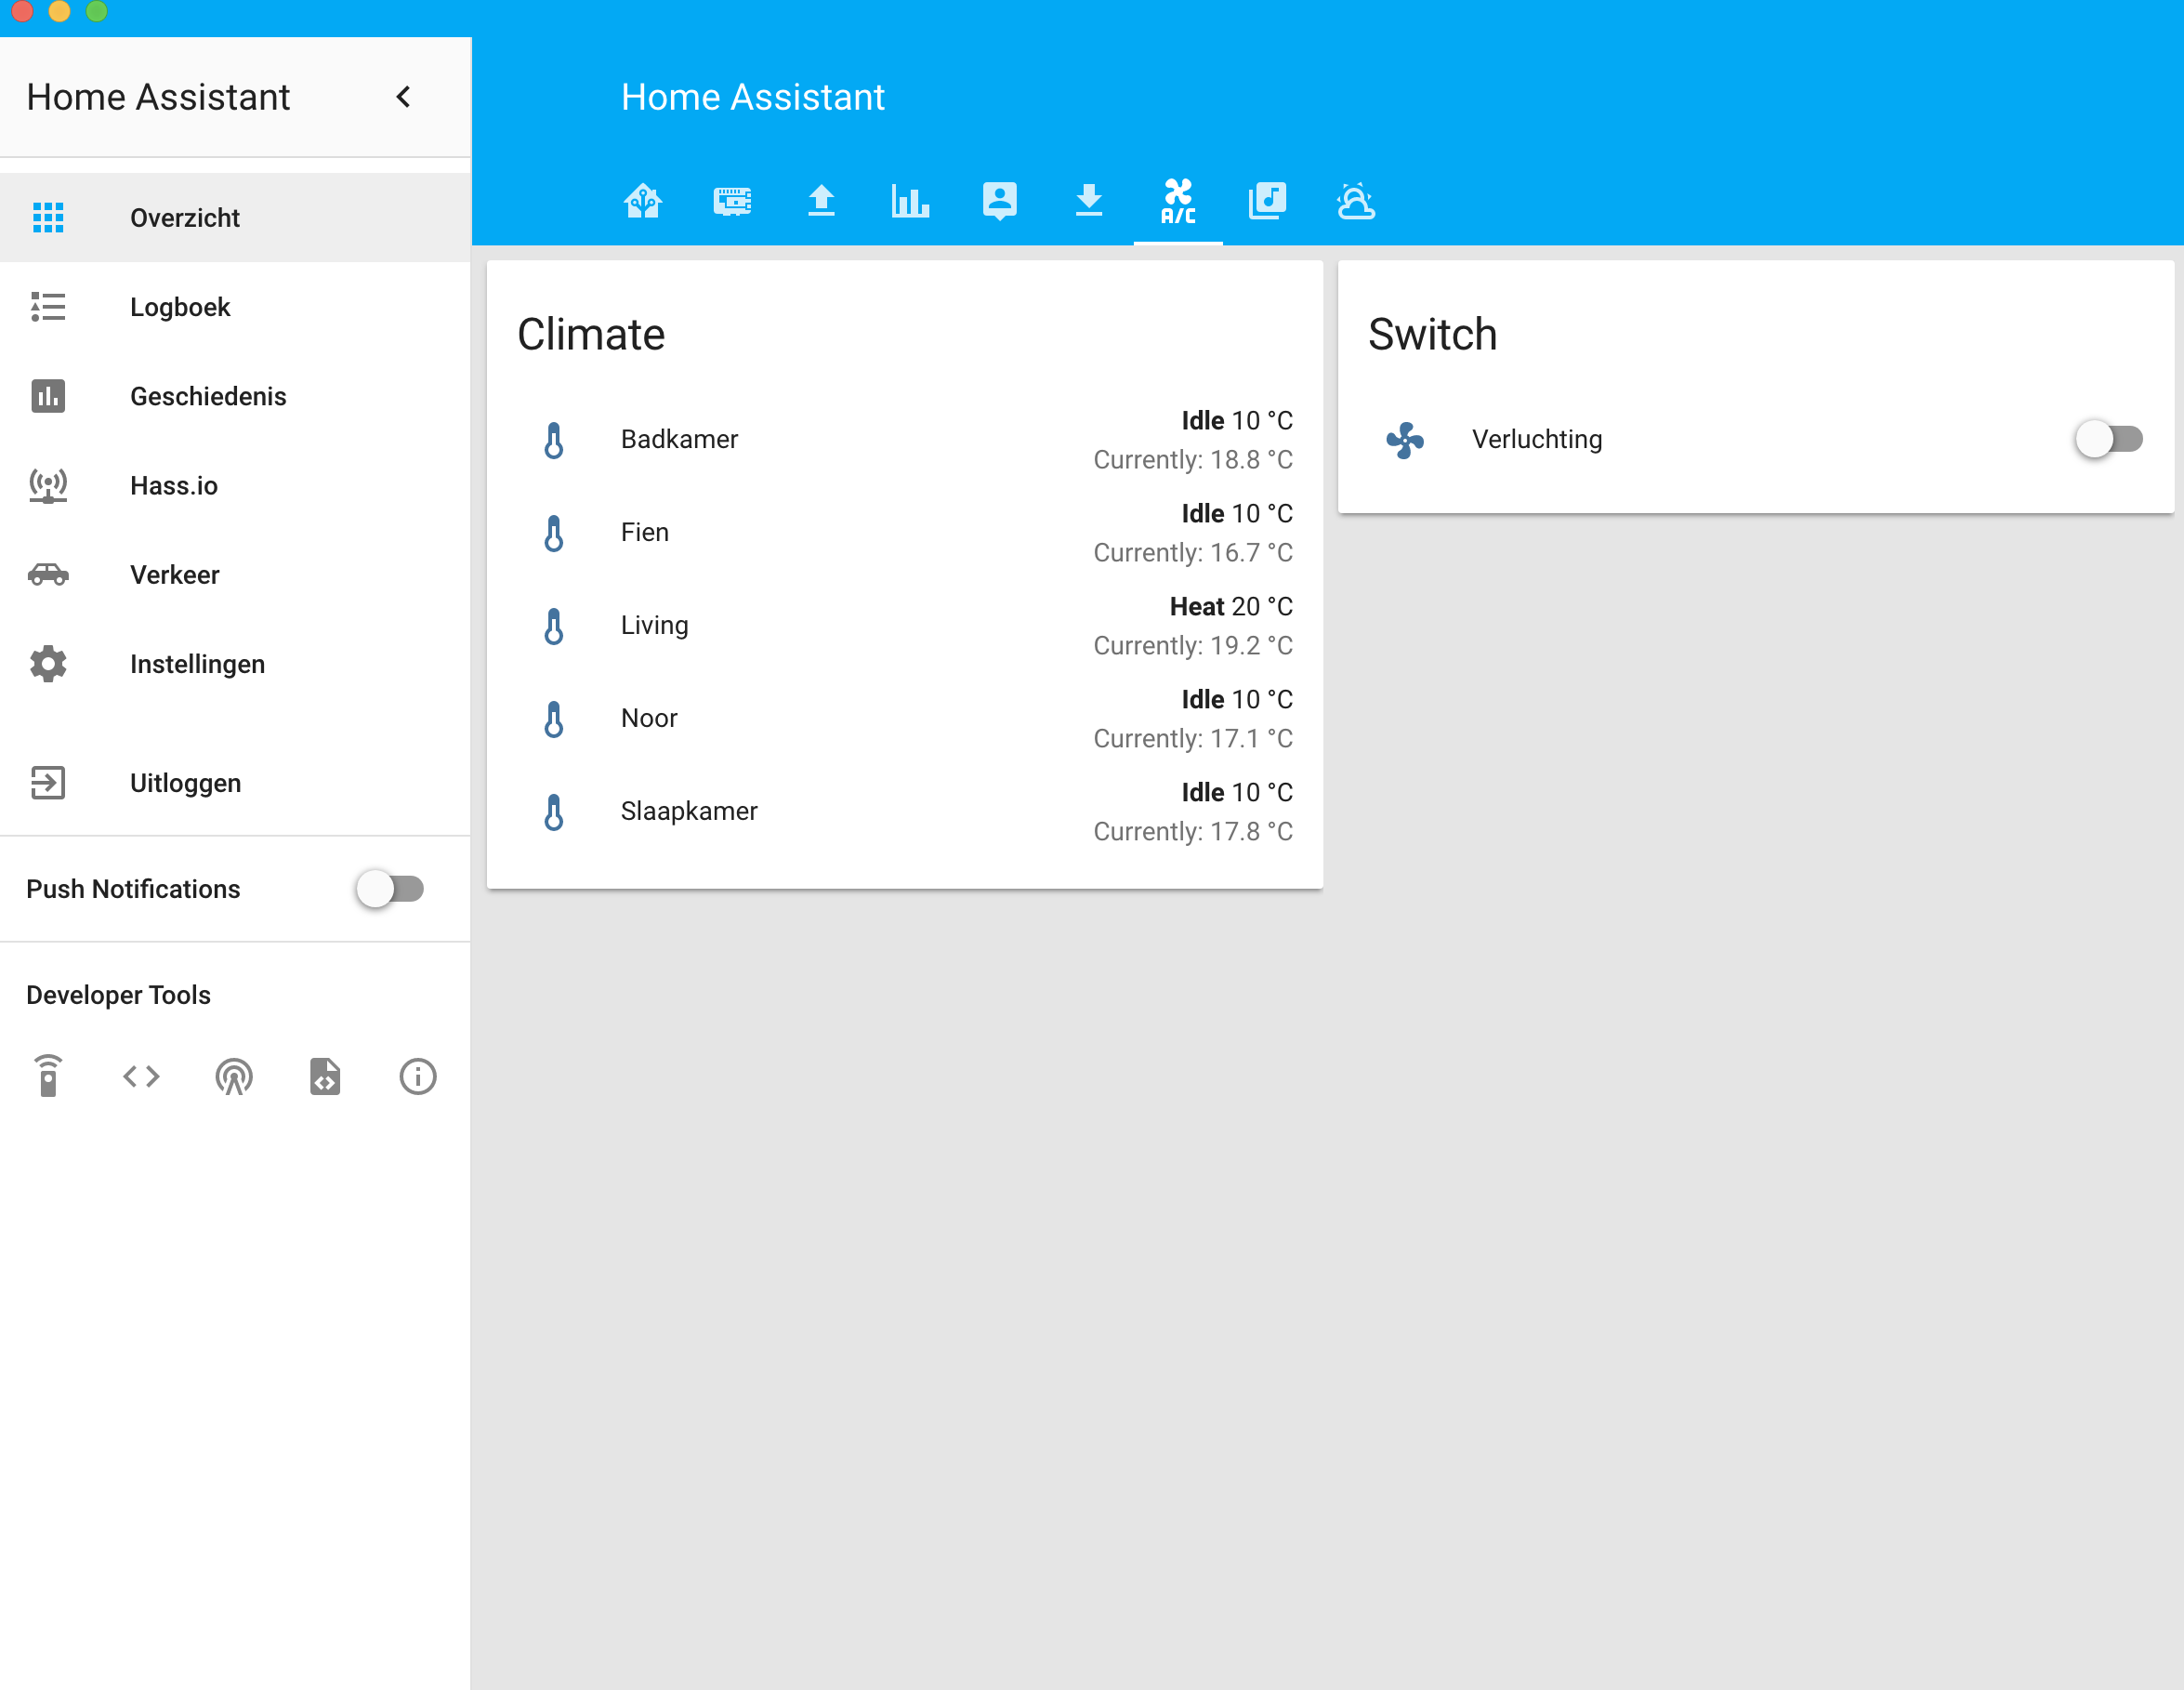 Home Assistant
Overzicht
Logboek
Geschiedenis
Hass.io
Verkeer
Instellingen
Uitloggen
Push Notifications
Developer Tools
Home Assistant
A/C
Climate
Badkamer
Idle 10 °C
Currently: 18.8 °C
Fien
Idle 10 °C
Currently: 16.7 °C
Living
Heat 20 °C
Currently: 19.2 °C
Noor
Idle 10 °C
Currently: 17.1 °C
Slaapkamer
Idle 10 °C
Currently: 17.8 °C
Switch
Verluchting